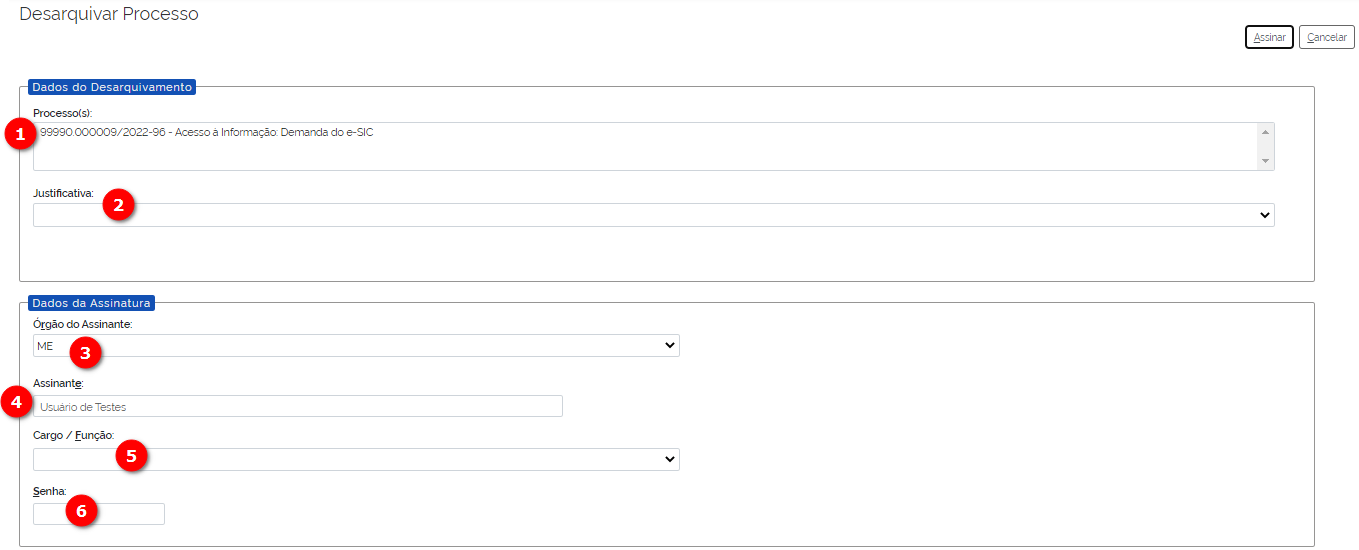 Desarquivar Processo
Assinar
Cancelar
Dados do Desarquivamento
Processo(s):
1
99990.000009/2022-96 - Acesso à Informação: Demanda do e-SIC
Justificativa:
2
Dados da Assinatura
Órgão do Assinante:
ME
3
Assinante:
4
Usuário de Testes
Cargo / Função:
5
Senha:
6